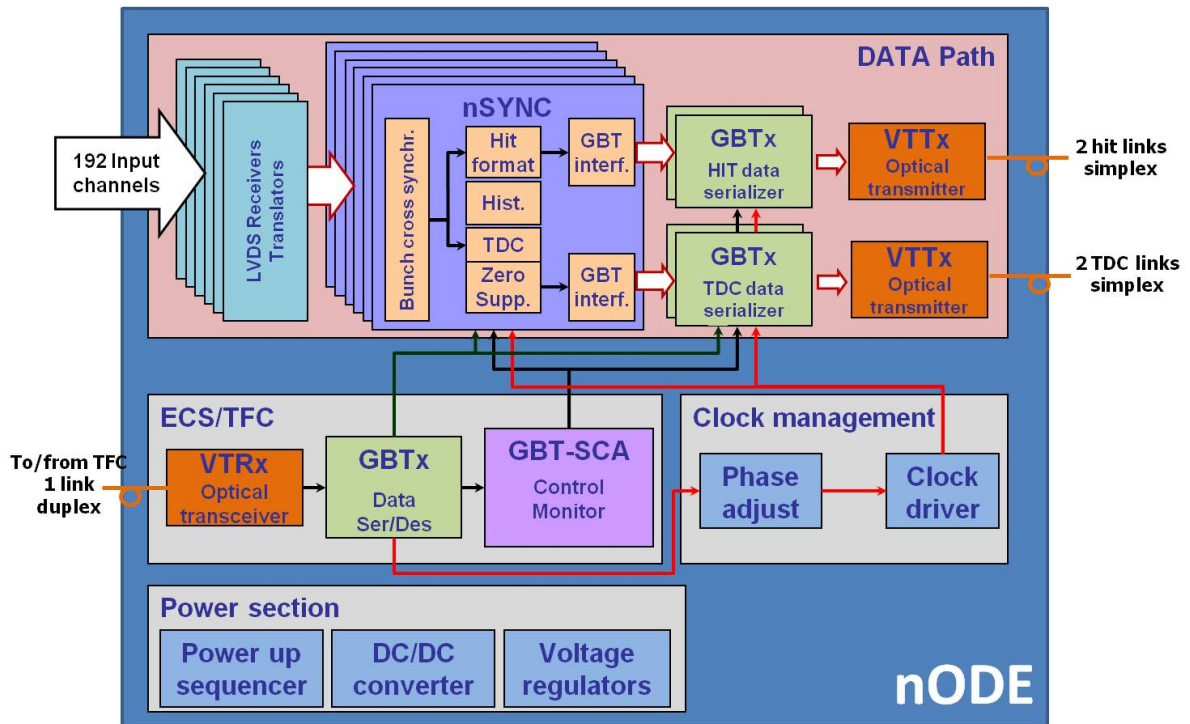 DATA Path
192 Input
channels
LVDS Receivers
Translators
nSYNC
Bunch cross synchr.
Hit
format
Hist.
TDC
Zero
Supp.
GBT
interf.
GBT
interf.
GBTx
HIT data
serializer
GBTx
TDC data
serializer
VTTx
Optical
transmitter
VTTx
Optical
transmitter
2 hit links
simplex
2 TDC links
simplex
ECS/TFC
To/from TFC
1 link
duplex
VTRx
Optical
transceiver
GBTx
Data
Ser/Des
GBT-SCA
Control
Monitor
Clock management
Phase
adjust
Clock
driver
Power section
Power up
sequencer
DC/DC
converter
Voltage
regulators
nODE